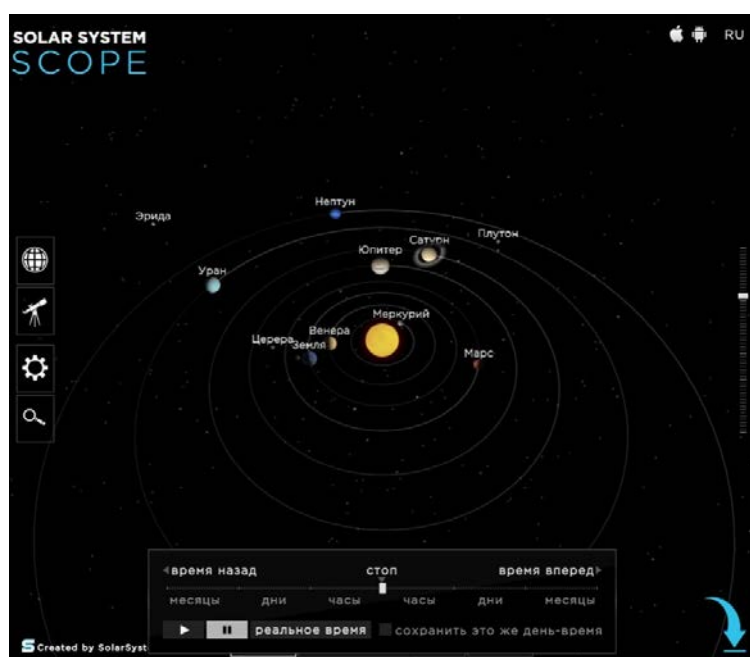 SOLAR SYSTEM
SCOPE
RU
Нептун
Эрида
Плутон
Сатурн
Юпитер
Уран
Меркурий
Венера
Церера
Земля
Марс
время назад
стоп
время вперед
месяцы
дни
часы
часы
дни
месяцы
реальное время
сохранить это же день-время
Created by SolarSyst